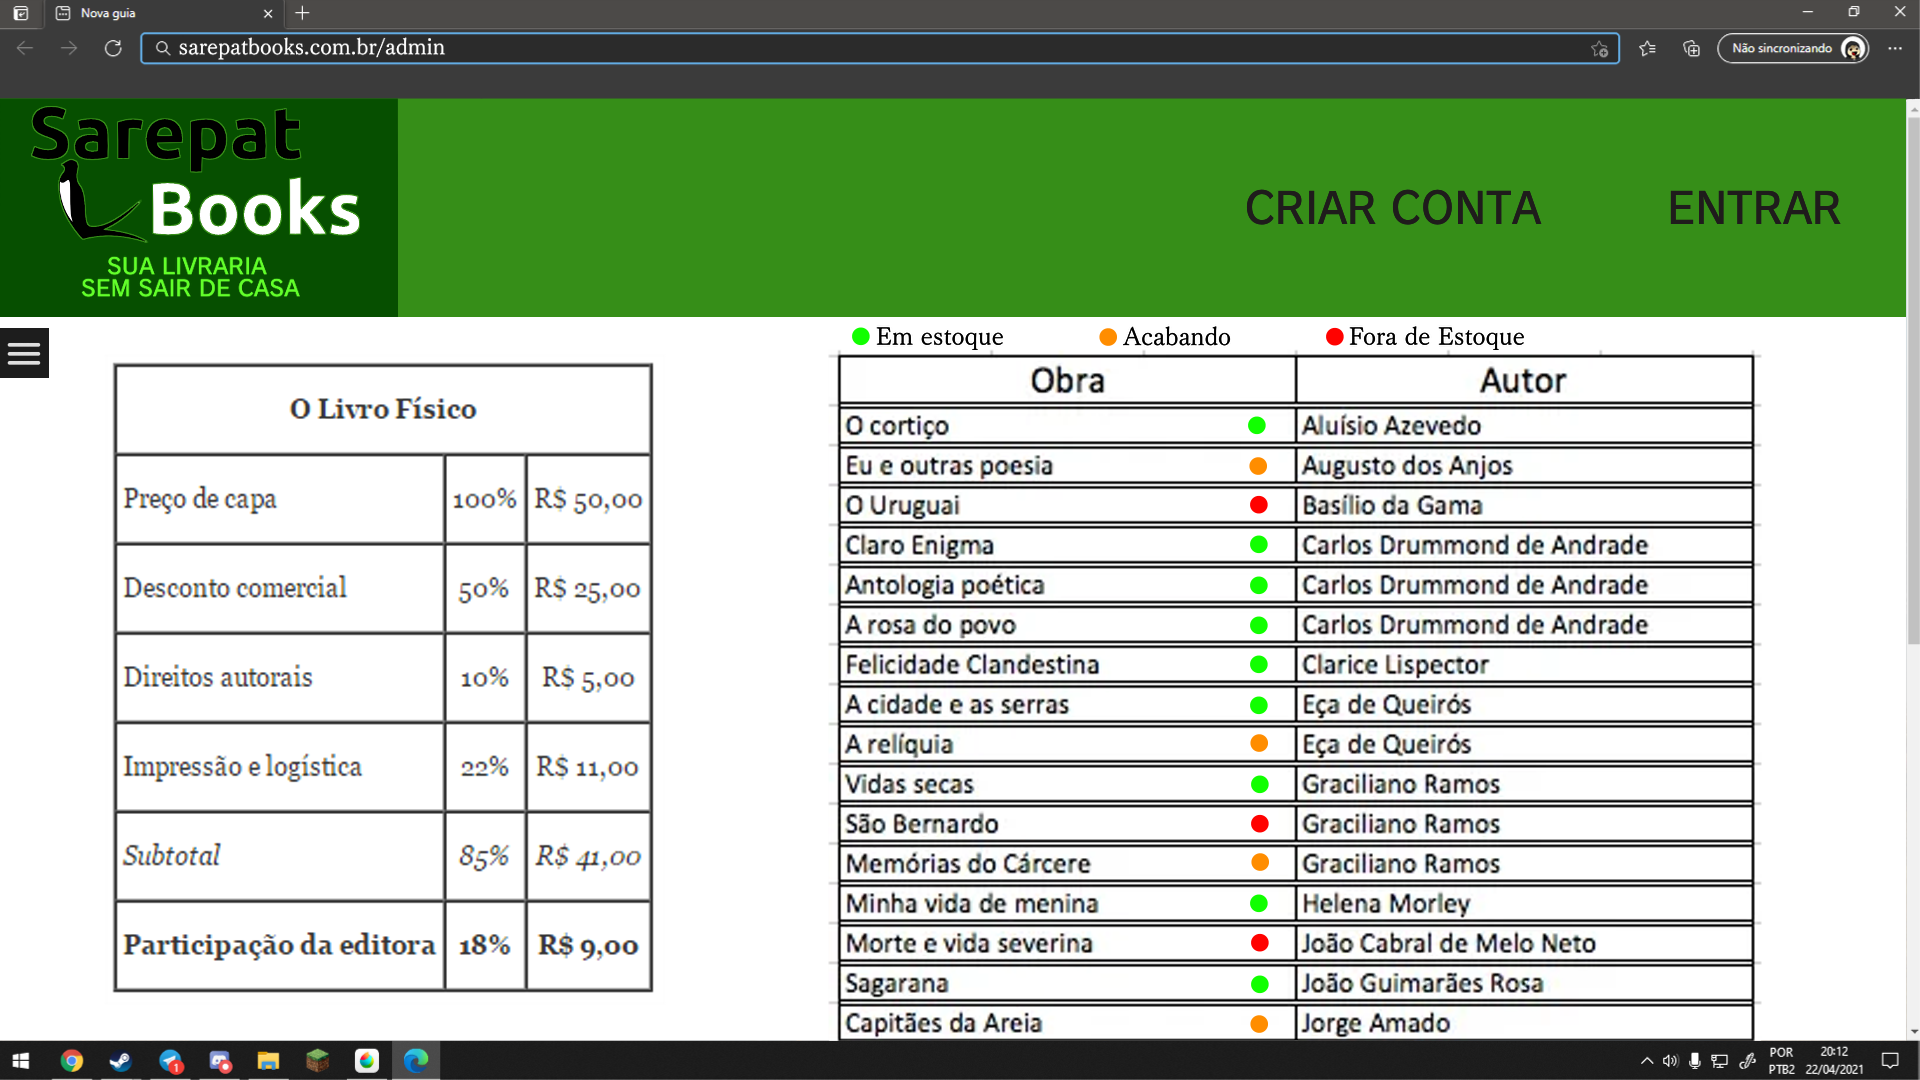 Nova guia
sarepatbooks.com.br/admin
Não sincronizando
Sarepat
Books
SUA LIVRARIA
SEM SAIR DE CASA
CRIAR CONTA
ENTRAR
Em estoque
Acabando
Fora de Estoque
O Livro Físico
Preço de capa 100% R$ 50,00
Desconto comercial 50% R$ 25,00
Direitos autorais 10% R$ 5,00
Impressão e logística 22% R$ 11,00
Subtotal 85% R$ 41,00
Participação da editora 18% R$ 9,00
Obra Autor
O cortiço Aluísio Azevedo
Eu e outras poesia Augusto dos Anjos
O Uruguai Basílio da Gama
Claro Enigma Carlos Drummond de Andrade
Antologia poética Carlos Drummond de Andrade
A rosa do povo Carlos Drummond de Andrade
Felicidade Clandestina Clarice Lispector
A cidade e as serras Eça de Queirós
A relíquia Eça de Queirós
Vidas secas Graciliano Ramos
São Bernardo Graciliano Ramos
Memórias do Cárcere Graciliano Ramos
Minha vida de menina Helena Morley
Morte e vida severina João Cabral de Melo Neto
Sagarana João Guimarães Rosa
Capitães da Areia Jorge Amado
1
POR
PTB2
20:12
22/04/2021